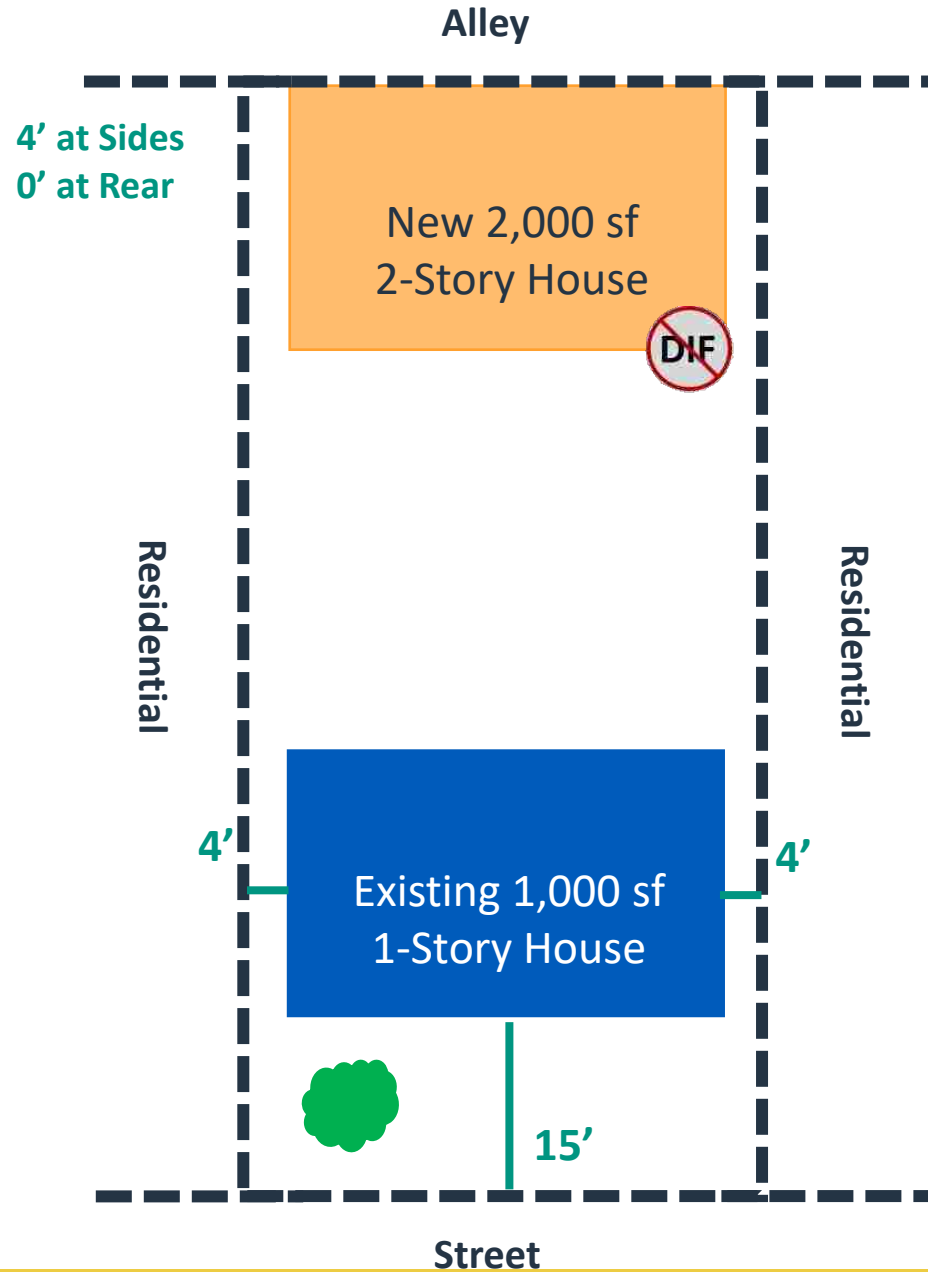 Alley
4’ at Sides
0’ at Rear
New 2,000 sf
2-Story House
DIF
Residential
Residential
4’
4’
Existing 1,000 sf
1-Story House
15’
Street